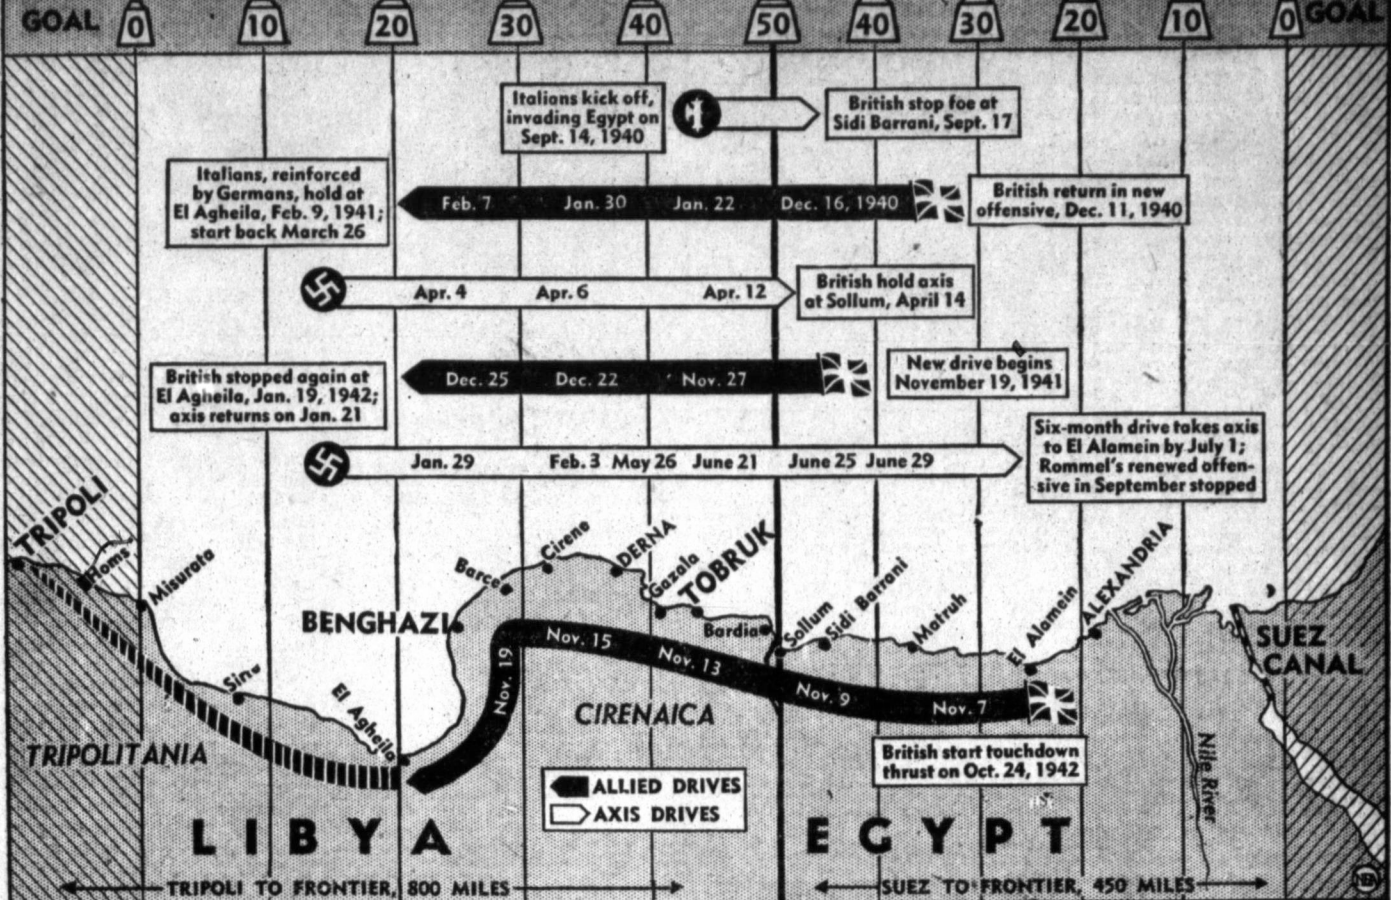 GOAL 0 10 20 30 40 50 40 30 20 10 0 GOAL
Italians kick off,
invading Egypt on
Sept. 14, 1940
British stop foe at
Sidi Barrani, Sept. 17
Italians, reinforced
by Germans, hold at
El Agheila, Feb. 9, 1941;
start back March 26
Feb. 7 Jan. 30 Jan. 22 Dec. 16, 1940
British return in new
offensive, Dec. 11, 1940
Apr. 4 Apr. 6 Apr. 12
British hold axis
at Sollum, April 14
British stopped again at
El Agheila, Jan. 19, 1942;
axis returns on Jan. 21
Dec. 25 Dec. 22 Nov. 27
New drive begins
November 19, 1941
Jan. 29 Feb. 3 May 26 June 21 June 25 June 29
Six-month drive takes axis
to El Alamein by July 1;
Rommel's renewed offen-
sive in September stopped
TRIPOLI
Homs
Misurata
El Agheila
BENGHAZI
Barce
Cirene
DERNA
Gazala
TOBRUK
Bardia
Sollum
Sidi Barrani
Matruh
El Alamein
ALEXANDRIA
SUEZ
CANAL
Nile River
Nov. 19
Nov. 15
Nov. 13
Nov. 9
Nov. 7
TRIPOLITANIA
CIRENAICA
British start touchdown
thrust on Oct. 24, 1942
ALLIED DRIVES
AXIS DRIVES
LIBYA
EGYPT
TRIPOLI TO FRONTIER, 800 MILES
SUEZ TO FRONTIER, 450 MILES